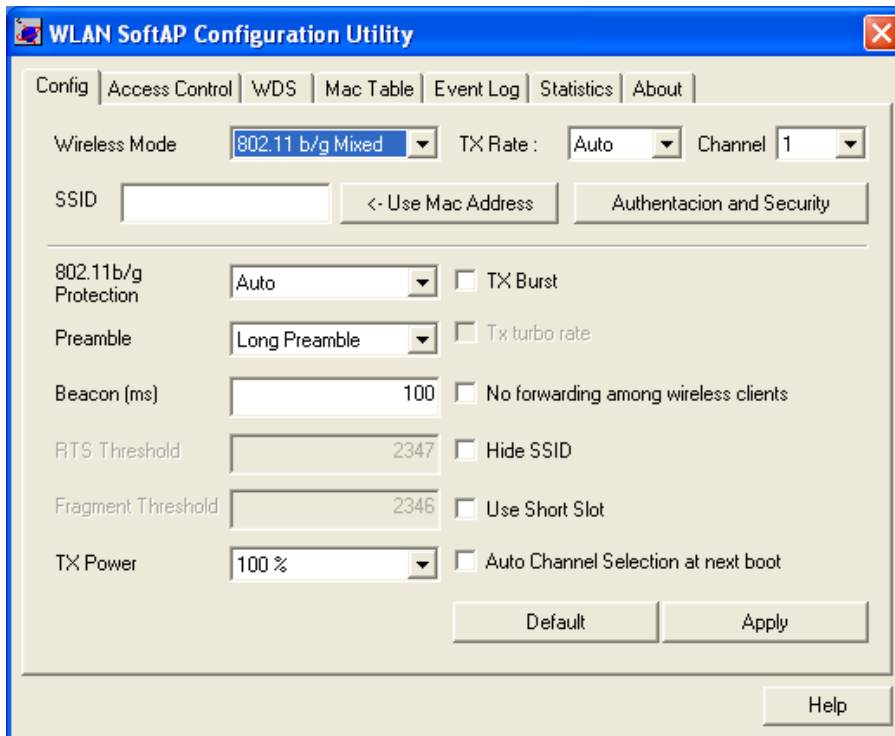 WLAN SoftAP Configuration Utility
Config Access Control WDS Mac Table Event Log Statistics About
Wireless Mode 802.11 b/g Mixed TX Rate : Auto Channel 1
SSID <- Use Mac Address Authentacion and Security
802.11b/g
Protection Auto TX Burst
Preamble Long Preamble Tx turbo rate
Beacon (ms) 100 No forwarding among wireless clients
RTS Threshold 2347 Hide SSID
Fragment Threshold 2346 Use Short Slot
TX Power 100 % Auto Channel Selection at next boot
Default Apply
Help